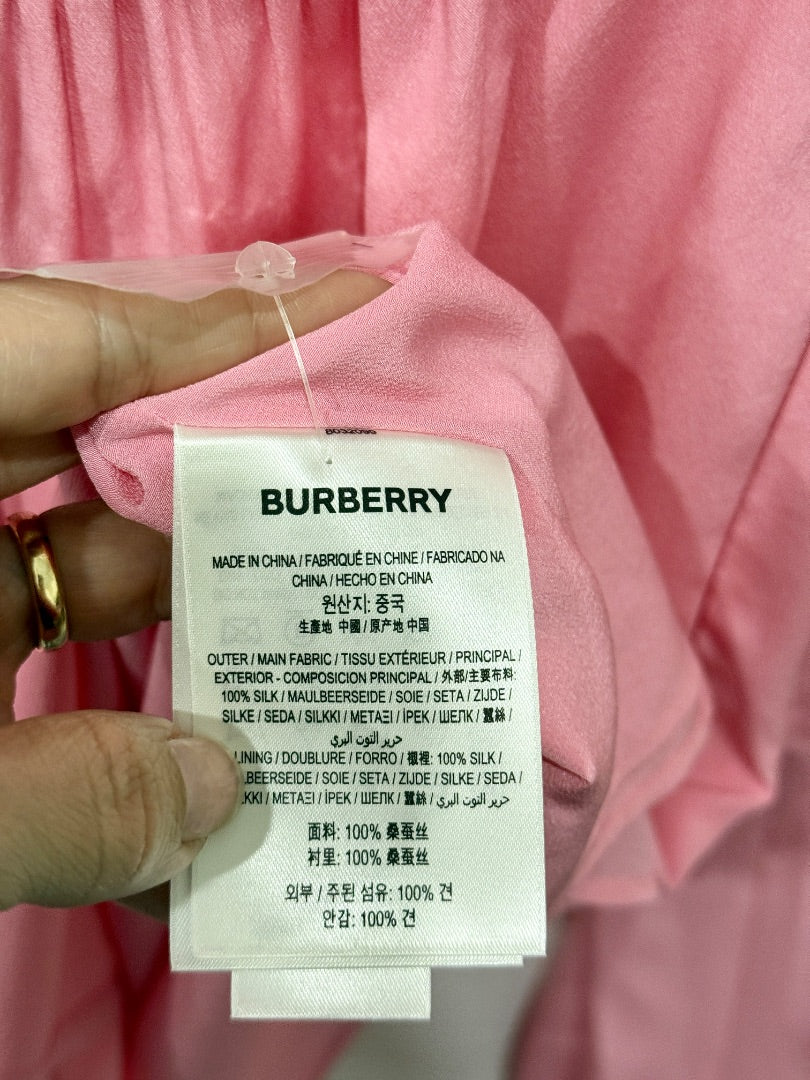 BURBERRY
MADE IN CHINA / FABRIQUÉ EN CHINE / FABRICADO NA
CHINA / HECHO EN CHINA
원산지: 중국
生產地 中國 / 原产地 中国
OUTER / MAIN FABRIC / TISSU EXTÉRIEUR / PRINCIPAL /
EXTERIOR - COMPOSICION PRINCIPAL / 外部/主要布料:
100% SILK / MAULBEERSEIDE / SOIE / SETA / ZIJDE /
SILKE / SEDA / SILKKI / ΜΕΤΑΞΙ / İPEK / ШЕЛК / 蠶絲 /
حرير التوت البري
LINING / DOUBLURE / FORRO / 襯裡: 100% SILK /
LBEERSEIDE / SOIE / SETA / ZIJDE / SILKE / SEDA /
KKI / ΜΕΤΑΞΙ / İPEK / ШЕЛК / 蠶絲 / حرير التوت البري
面料: 100% 桑蚕丝
衬里: 100% 桑蚕丝
외부 / 주된 섬유: 100% 견
안감: 100% 견